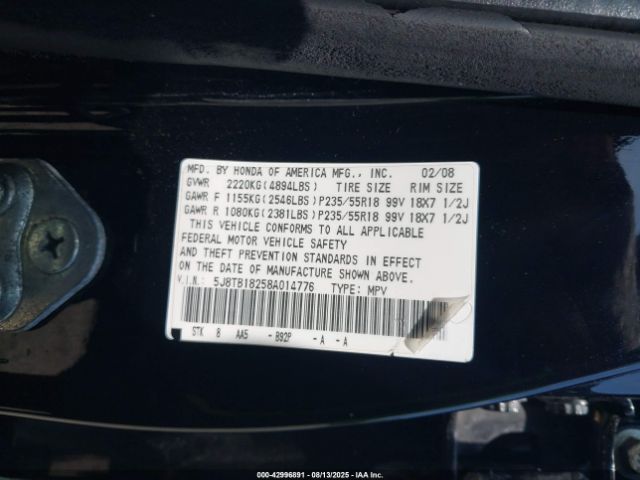 MFD. BY HONDA OF AMERICA MFG., INC. 02/08
GVWR 2220KG(4894LBS) TIRE SIZE RIM SIZE
GAWR F 1155KG(2546LBS)P235/55R18 99V 18X7 1/2J
GAWR R 1080KG(2381LBS)P235/55R18 99V 18X7 1/2J
THIS VEHICLE CONFORMS TO ALL APPLICABLE
FEDERAL MOTOR VEHICLE SAFETY
AND THEFT PREVENTION STANDARDS IN EFFECT
ON THE DATE OF MANUFACTURE SHOWN ABOVE.
V.I.N.: 5J8TB18258A014776 TYPE: MPV
STK 8 AA5 - B92P - A - A
000-42996891 - 08/13/2025 - IAA Inc.